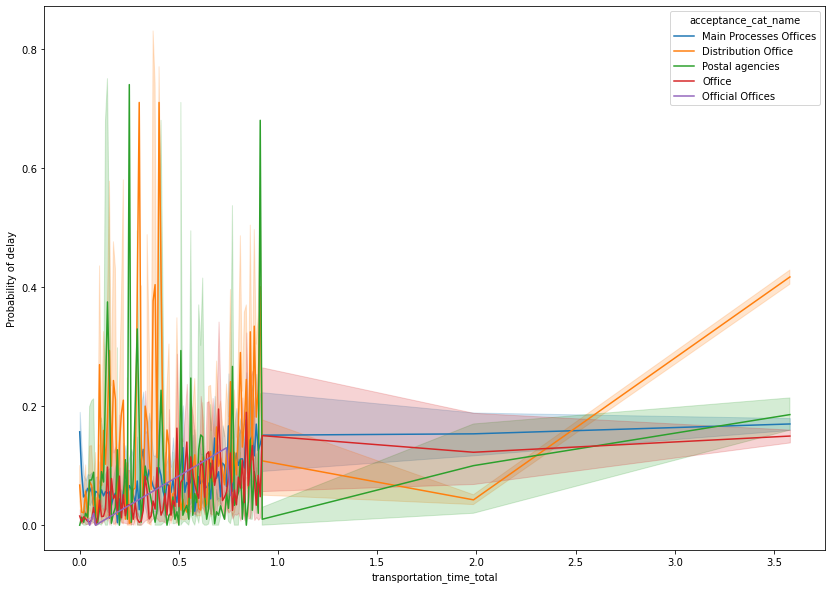 acceptance_cat_name
Main Processes Offices
Distribution Office
Postal agencies
Office
Official Offices
Probability of delay
0.8
0.6
0.4
0.2
0.0
0.0 0.5 1.0 1.5 2.0 2.5 3.0 3.5
transportation_time_total